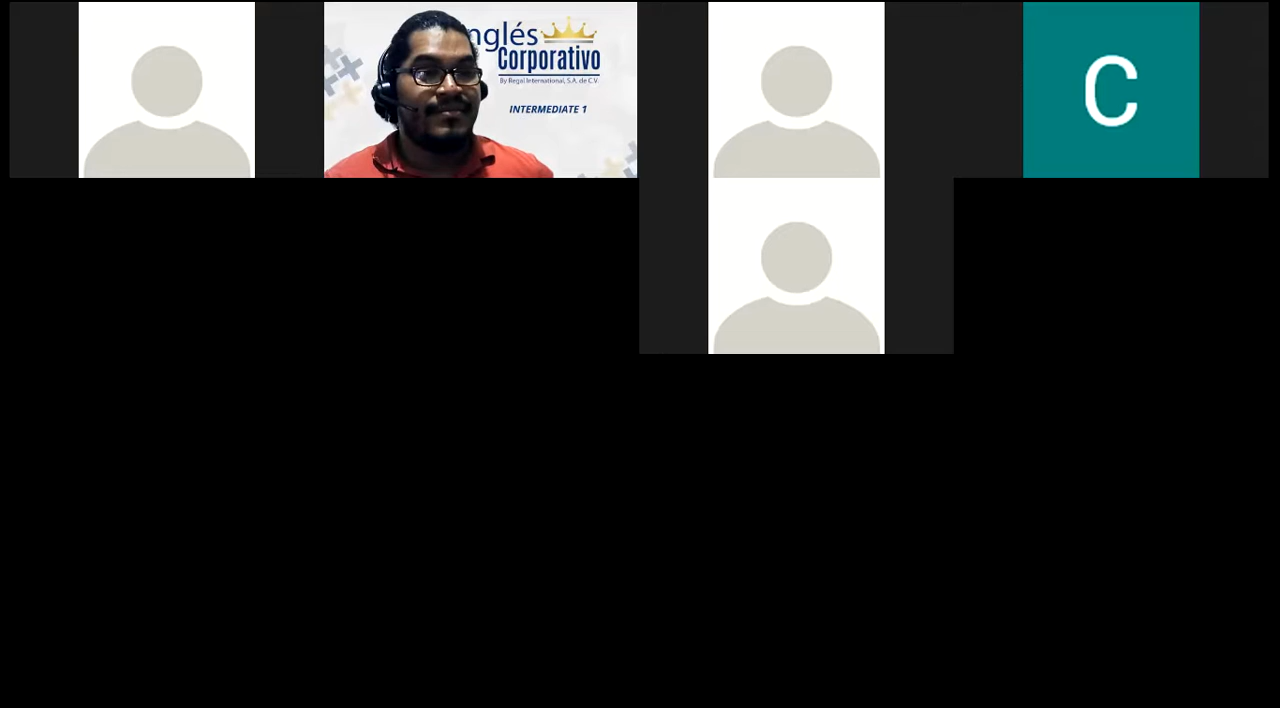 nglés
Corporativo
By Regal International, S.A. de C.V.
INTERMEDIATE 1
C